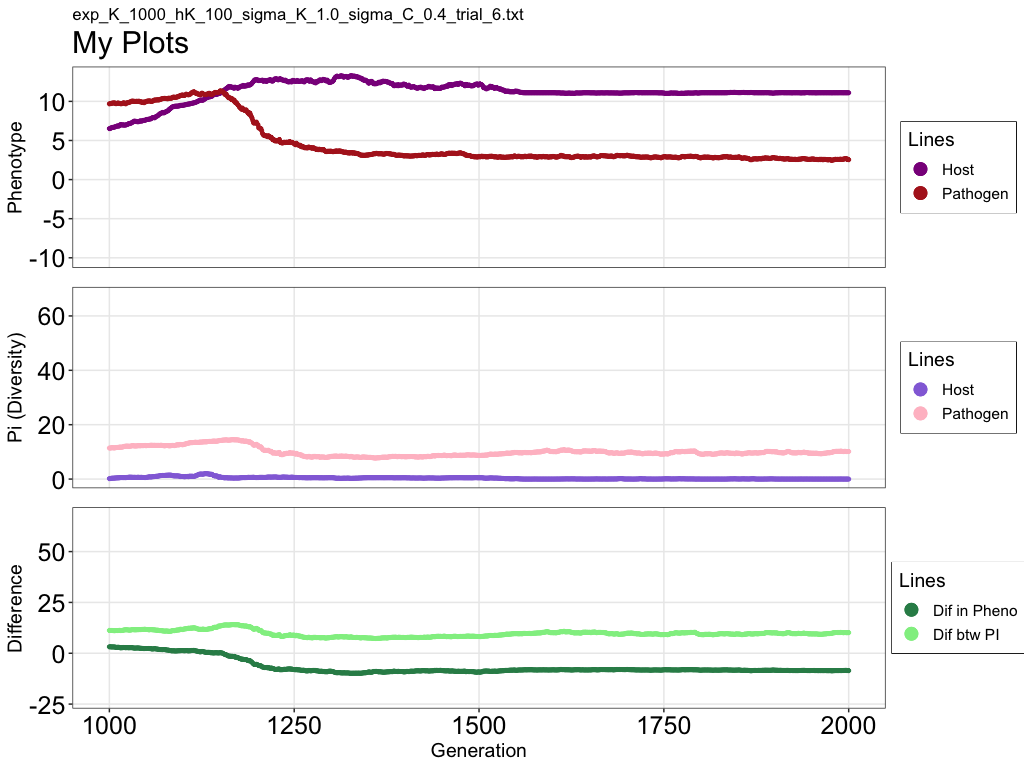 exp_K_1000_hK_100_sigma_K_1.0_sigma_C_0.4_trial_6.txt
My Plots
Phenotype
10
5
0
-5
-10
Lines
Host
Pathogen
Pi (Diversity)
60
40
20
0
Lines
Host
Pathogen
Difference
50
25
0
-25
Lines
Dif in Pheno
Dif btw PI
1000 1250 1500 1750 2000
Generation